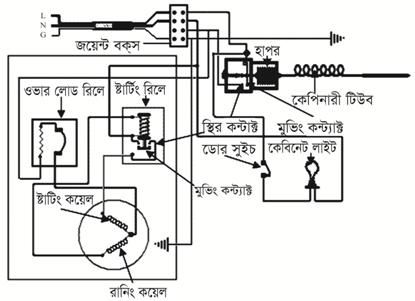 L
N
G
জয়েন্ট বক্স
হাপর
ওভার লোড রিলে
ষ্টার্টিং রিলে
কেপিনারী টিউব
স্থির কন্টাক্ট
মুভিং কন্ট্যাক্ট
ডোর সুইচ
কেবিনেট লাইট
মুভিং কন্ট্যাক্ট
ষ্টাটিং কয়েল
রানিং কয়েল